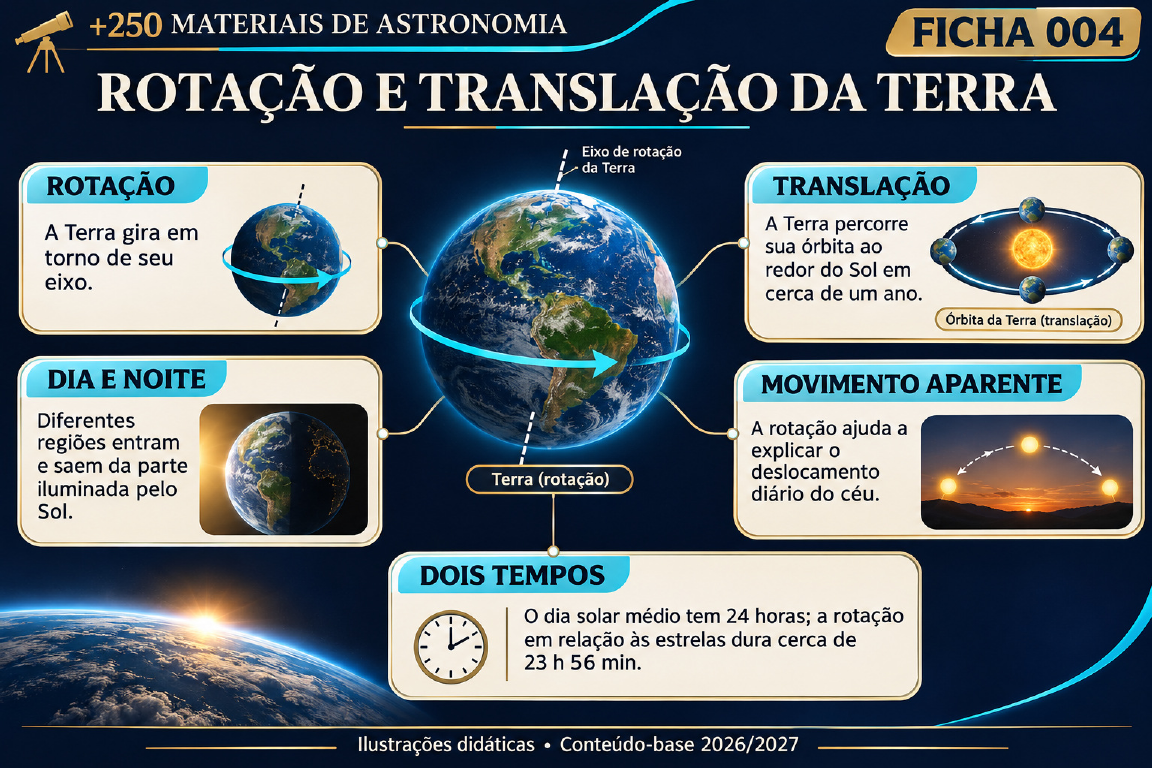 +250 MATERIAIS DE ASTRONOMIA
FICHA 004
ROTAÇÃO E TRANSLAÇÃO DA TERRA
Eixo de rotação
da Terra
ROTAÇÃO
A Terra gira em
torno de seu
eixo.
TRANSLAÇÃO
A Terra percorre
sua órbita ao
redor do Sol em
cerca de um ano.
Órbita da Terra (translação)
DIA E NOITE
Diferentes
regiões entram
e saem da parte
iluminada pelo
Sol.
MOVIMENTO APARENTE
A rotação ajuda a
explicar o
deslocamento
diário do céu.
Terra (rotação)
DOIS TEMPOS
O dia solar médio tem 24 horas; a rotação
em relação às estrelas dura cerca de
23 h 56 min.
Ilustrações didáticas • Conteúdo-base 2026/2027